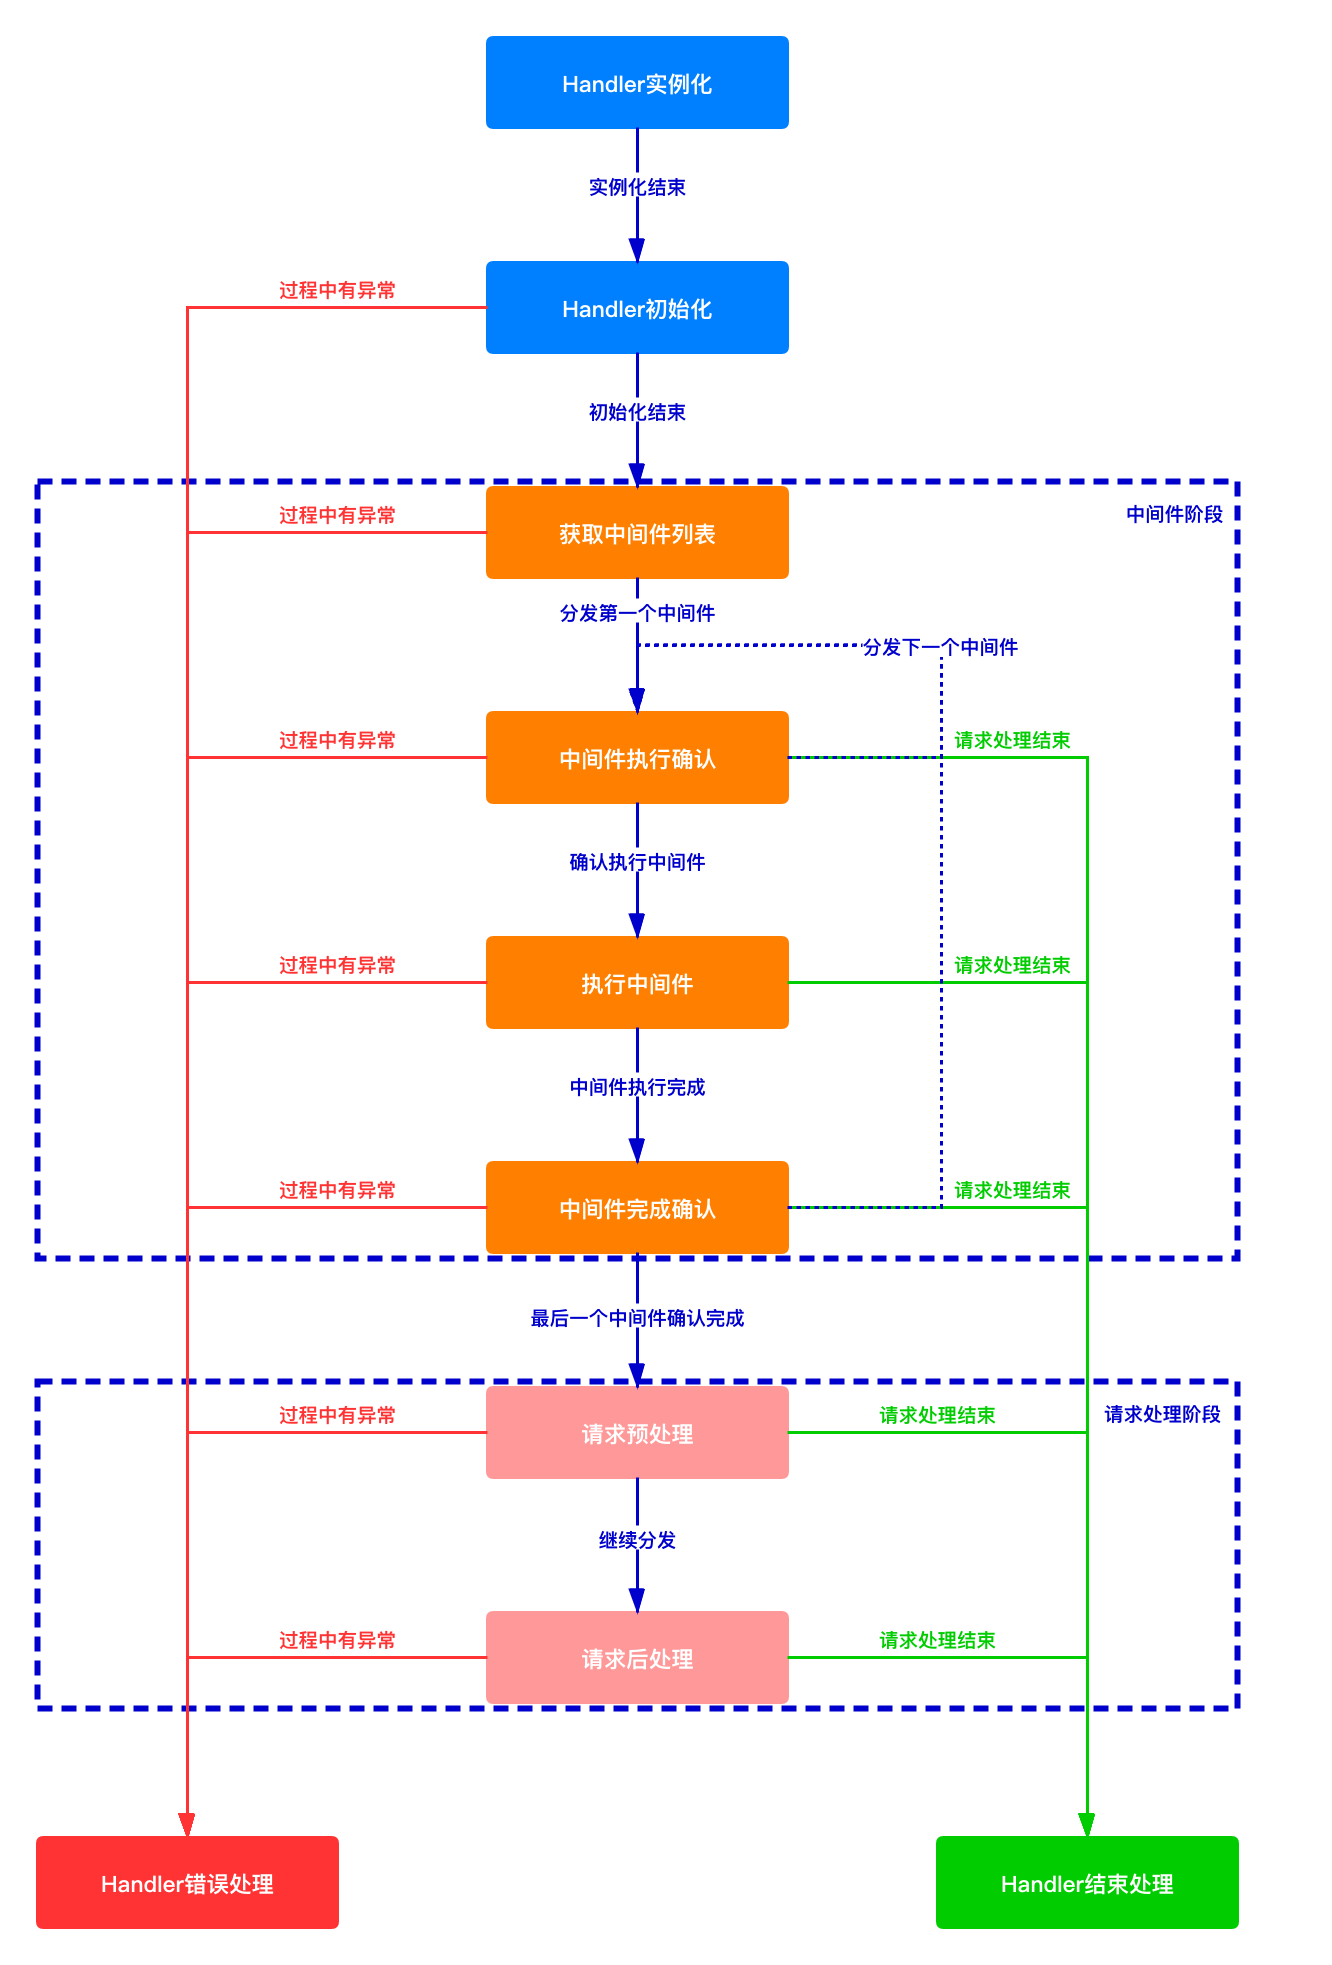 Handler实例化
实例化结束
过程中有异常
Handler初始化
初始化结束
中间件阶段
过程中有异常
获取中间件列表
分发第一个中间件
分发下一个中间件
过程中有异常
中间件执行确认
请求处理结束
确认执行中间件
过程中有异常
执行中间件
请求处理结束
中间件执行完成
过程中有异常
中间件完成确认
请求处理结束
最后一个中间件确认完成
请求处理阶段
过程中有异常
请求预处理
请求处理结束
继续分发
过程中有异常
请求后处理
请求处理结束
Handler错误处理
Handler结束处理